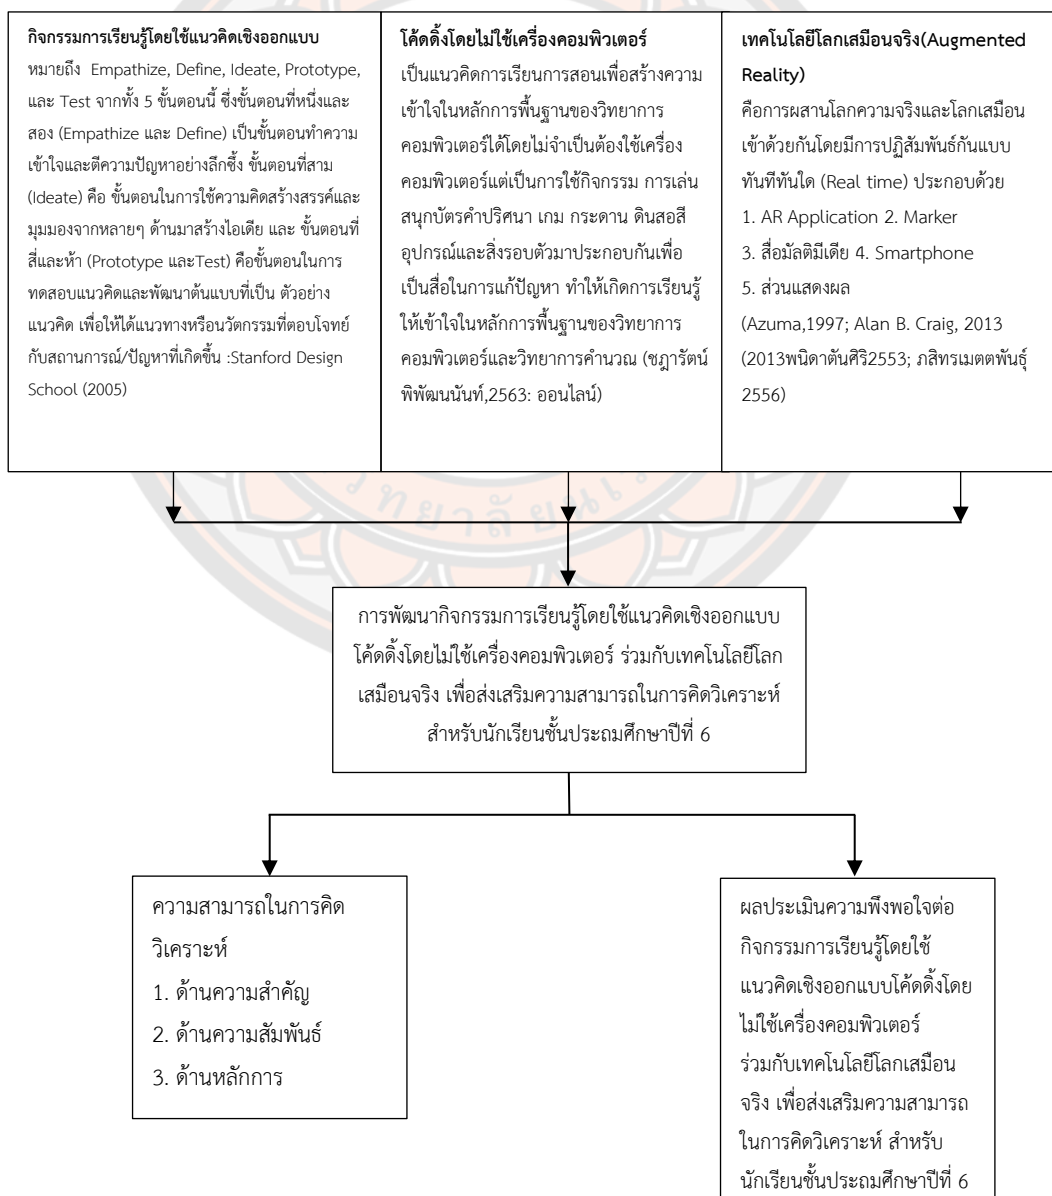 กิจกรรมการเรียนรู้โดยใช้แนวคิดเชิงออกแบบ
หมายถึง Empathize, Define, Ideate, Prototype,
และ Test จากทั้ง 5 ขั้นตอนนี้ ซึ่งขั้นตอนที่หนึ่งและ
สอง (Empathize และ Define) เป็นขั้นตอนทำความ
เข้าใจและตีความปัญหาอย่างลึกซึ้ง ขั้นตอนที่สาม
(Ideate) คือ ขั้นตอนในการใช้ความคิดสร้างสรรค์และ
มุมมองจากหลายๆ ด้านมาสร้างไอเดีย และ ขั้นตอนที่
สี่และห้า (Prototype และTest) คือขั้นตอนในการ
ทดสอบแนวคิดและพัฒนาต้นแบบที่เป็น ตัวอย่าง
แนวคิด เพื่อให้ได้แนวทางหรือนวัตกรรมที่ตอบโจทย์
กับสถานการณ์/ปัญหาที่เกิดขึ้น :Stanford Design
School (2005)
โค้ดดิ้งโดยไม่ใช้เครื่องคอมพิวเตอร์
เป็นแนวคิดการเรียนการสอนเพื่อสร้างความ
เข้าใจในหลักการพื้นฐานของวิทยาการ
คอมพิวเตอร์ได้โดยไม่จำเป็นต้องใช้เครื่อง
คอมพิวเตอร์แต่เป็นการใช้กิจกรรม การเล่น
สนุกบัตรคำปริศนา เกม กระดาน ดินสอสี
อุปกรณ์และสิ่งรอบตัวมาประกอบกันเพื่อ
เป็นสื่อในการแก้ปัญหา ทำให้เกิดการเรียนรู้
ให้เข้าใจในหลักการพื้นฐานของวิทยาการ
คอมพิวเตอร์และวิทยาการคำนวณ (ชฎารัตน์
พิพัฒนนันท์,2563: ออนไลน์)
เทคโนโลยีโลกเสมือนจริง(Augmented
Reality)
คือการผสานโลกความจริงและโลกเสมือน
เข้าด้วยกันโดยมีการปฏิสัมพันธ์กันแบบ
ทันทีทันใด (Real time) ประกอบด้วย
1. AR Application 2. Marker
3. สื่อมัลติมีเดีย 4. Smartphone
5. ส่วนแสดงผล
(Azuma,1997; Alan B. Craig, 2013
(2013พนิดาตันศิริ2553; ภสิทรเมตตพันธุ์
2556)
วิทยาลัยน
การพัฒนากิจกรรมการเรียนรู้โดยใช้แนวคิดเชิงออกแบบ
โค้ดดิ้งโดยไม่ใช้เครื่องคอมพิวเตอร์ ร่วมกับเทคโนโลยีโลก
เสมือนจริง เพื่อส่งเสริมความสามารถในการคิดวิเคราะห์
สำหรับนักเรียนชั้นประถมศึกษาปีที่ 6
ความสามารถในการคิด
วิเคราะห์
1. ด้านความสำคัญ
2. ด้านความสัมพันธ์
3. ด้านหลักการ
ผลประเมินความพึงพอใจต่อ
กิจกรรมการเรียนรู้โดยใช้
แนวคิดเชิงออกแบบโค้ดดิ้งโดย
ไม่ใช้เครื่องคอมพิวเตอร์
ร่วมกับเทคโนโลยีโลกเสมือน
จริง เพื่อส่งเสริมความสามารถ
ในการคิดวิเคราะห์ สำหรับ
นักเรียนชั้นประถมศึกษาปีที่ 6